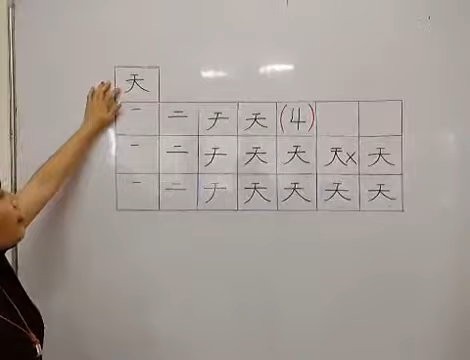 天
一 二 チ 天 (4)
一 二 チ 天 天 天x 天
一 二 チ 天 天 天 天